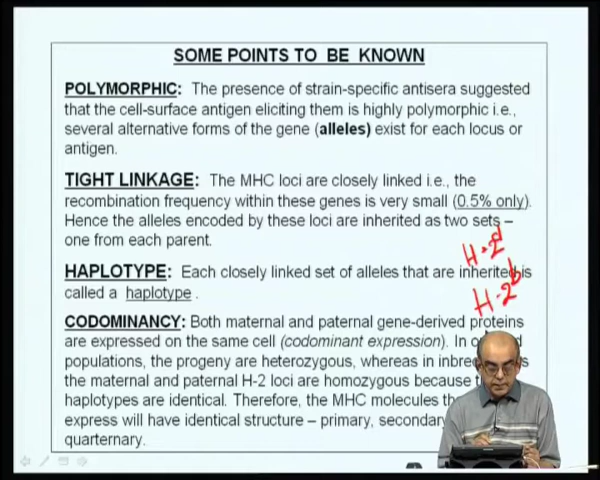 SOME POINTS TO BE KNOWN
POLYMORPHIC: The presence of strain-specific antisera suggested
that the cell-surface antigen eliciting them is highly polymorphic i.e.,
several alternative forms of the gene (alleles) exist for each locus or
antigen.
TIGHT LINKAGE: The MHC loci are closely linked i.e., the
recombination frequency within these genes is very small (0.5% only).
Hence the alleles encoded by these loci are inherited as two sets –
one from each parent.
H-2d
HAPLOTYPE: Each closely linked set of alleles that are inherited is
called a haplotype .
H-2b
CODOMINANCY: Both maternal and paternal gene-derived proteins
are expressed on the same cell (codominant expression). In
populations, the progeny are heterozygous, whereas in
the maternal and paternal H-2 loci are homozygous because
haplotypes are identical. Therefore, the MHC molecules
express will have identical structure – primary, secondary
quarternary.